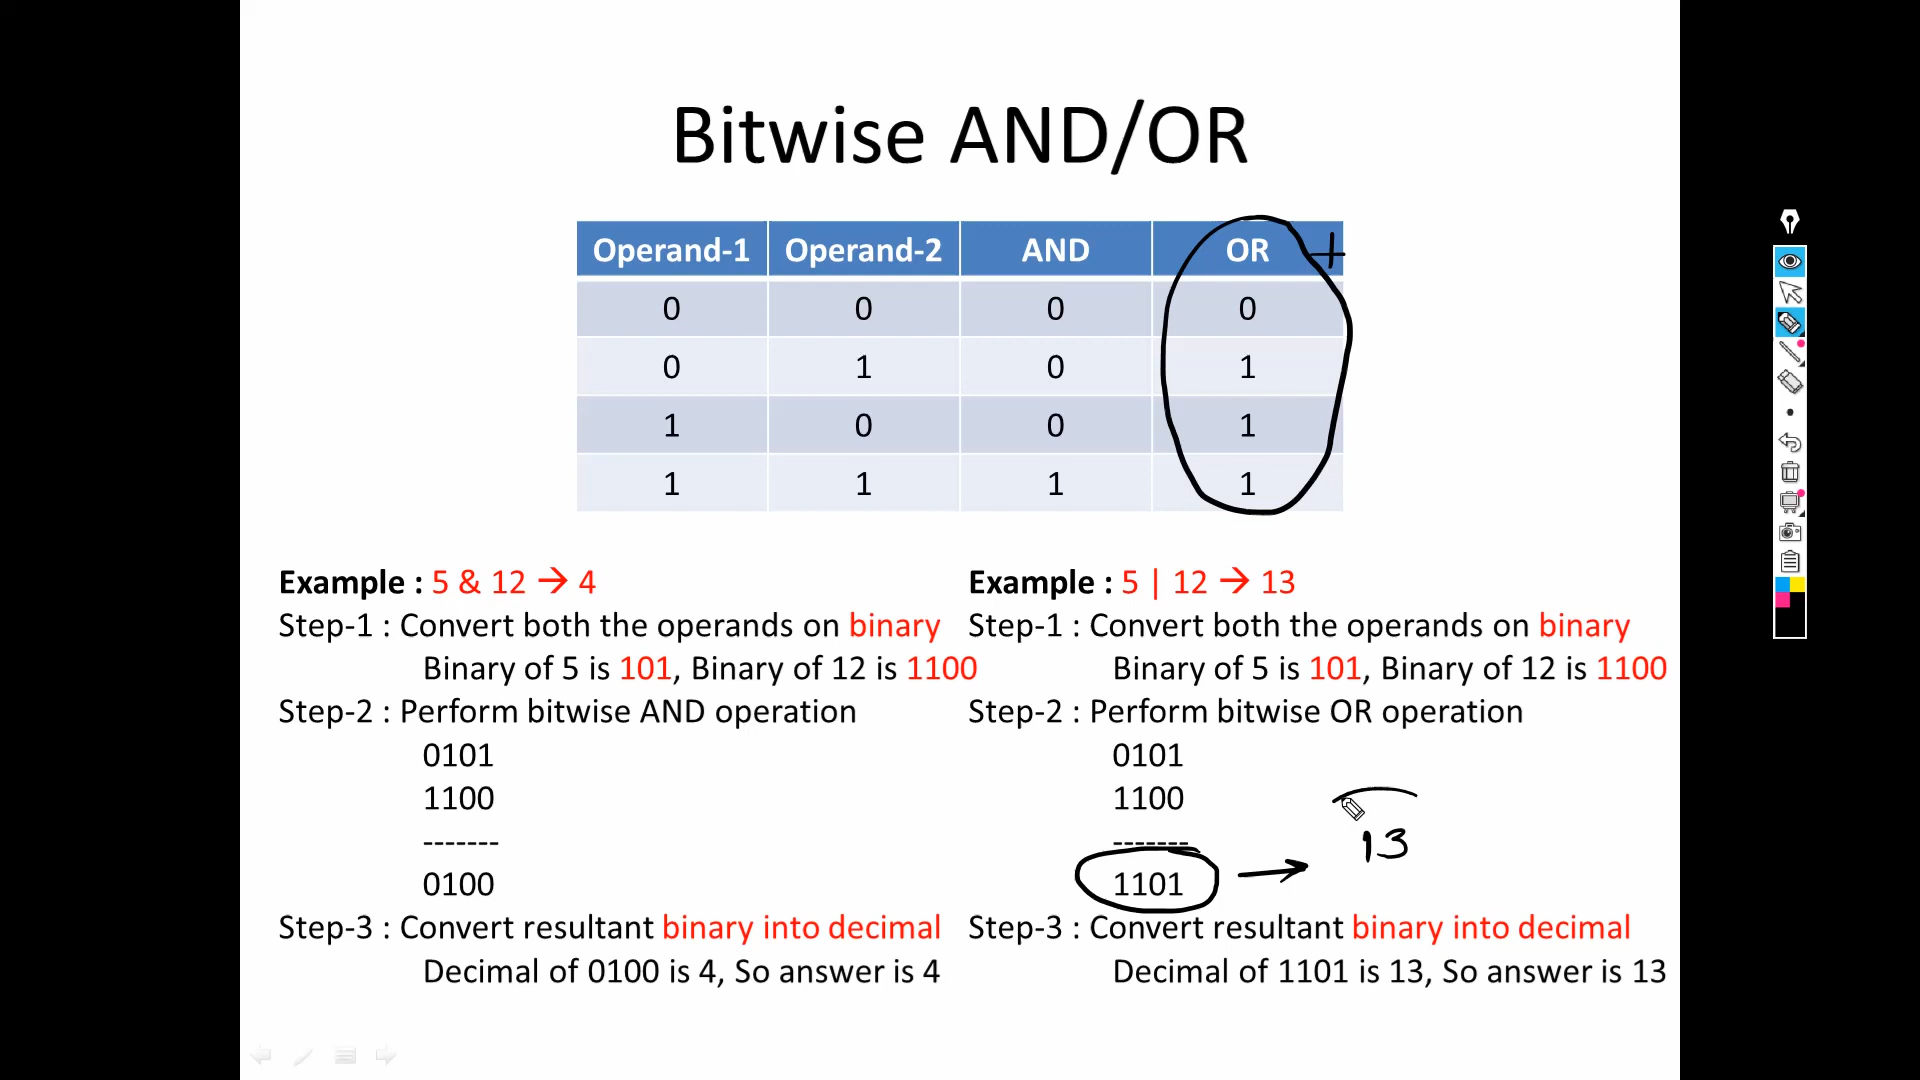 Bitwise AND/OR
Operand-1 Operand-2 AND OR +
0 0 0 0
0 1 0 1
1 0 0 1
1 1 1 1
Example : 5 & 12 → 4
Step-1 : Convert both the operands on binary
Binary of 5 is 101, Binary of 12 is 1100
Step-2 : Perform bitwise AND operation
0101
1100
-------
0100
Step-3 : Convert resultant binary into decimal
Decimal of 0100 is 4, So answer is 4
Example : 5 | 12 → 13
Step-1 : Convert both the operands on binary
Binary of 5 is 101, Binary of 12 is 1100
Step-2 : Perform bitwise OR operation
0101
1100
-------
1101 → 13
Step-3 : Convert resultant binary into decimal
Decimal of 1101 is 13, So answer is 13